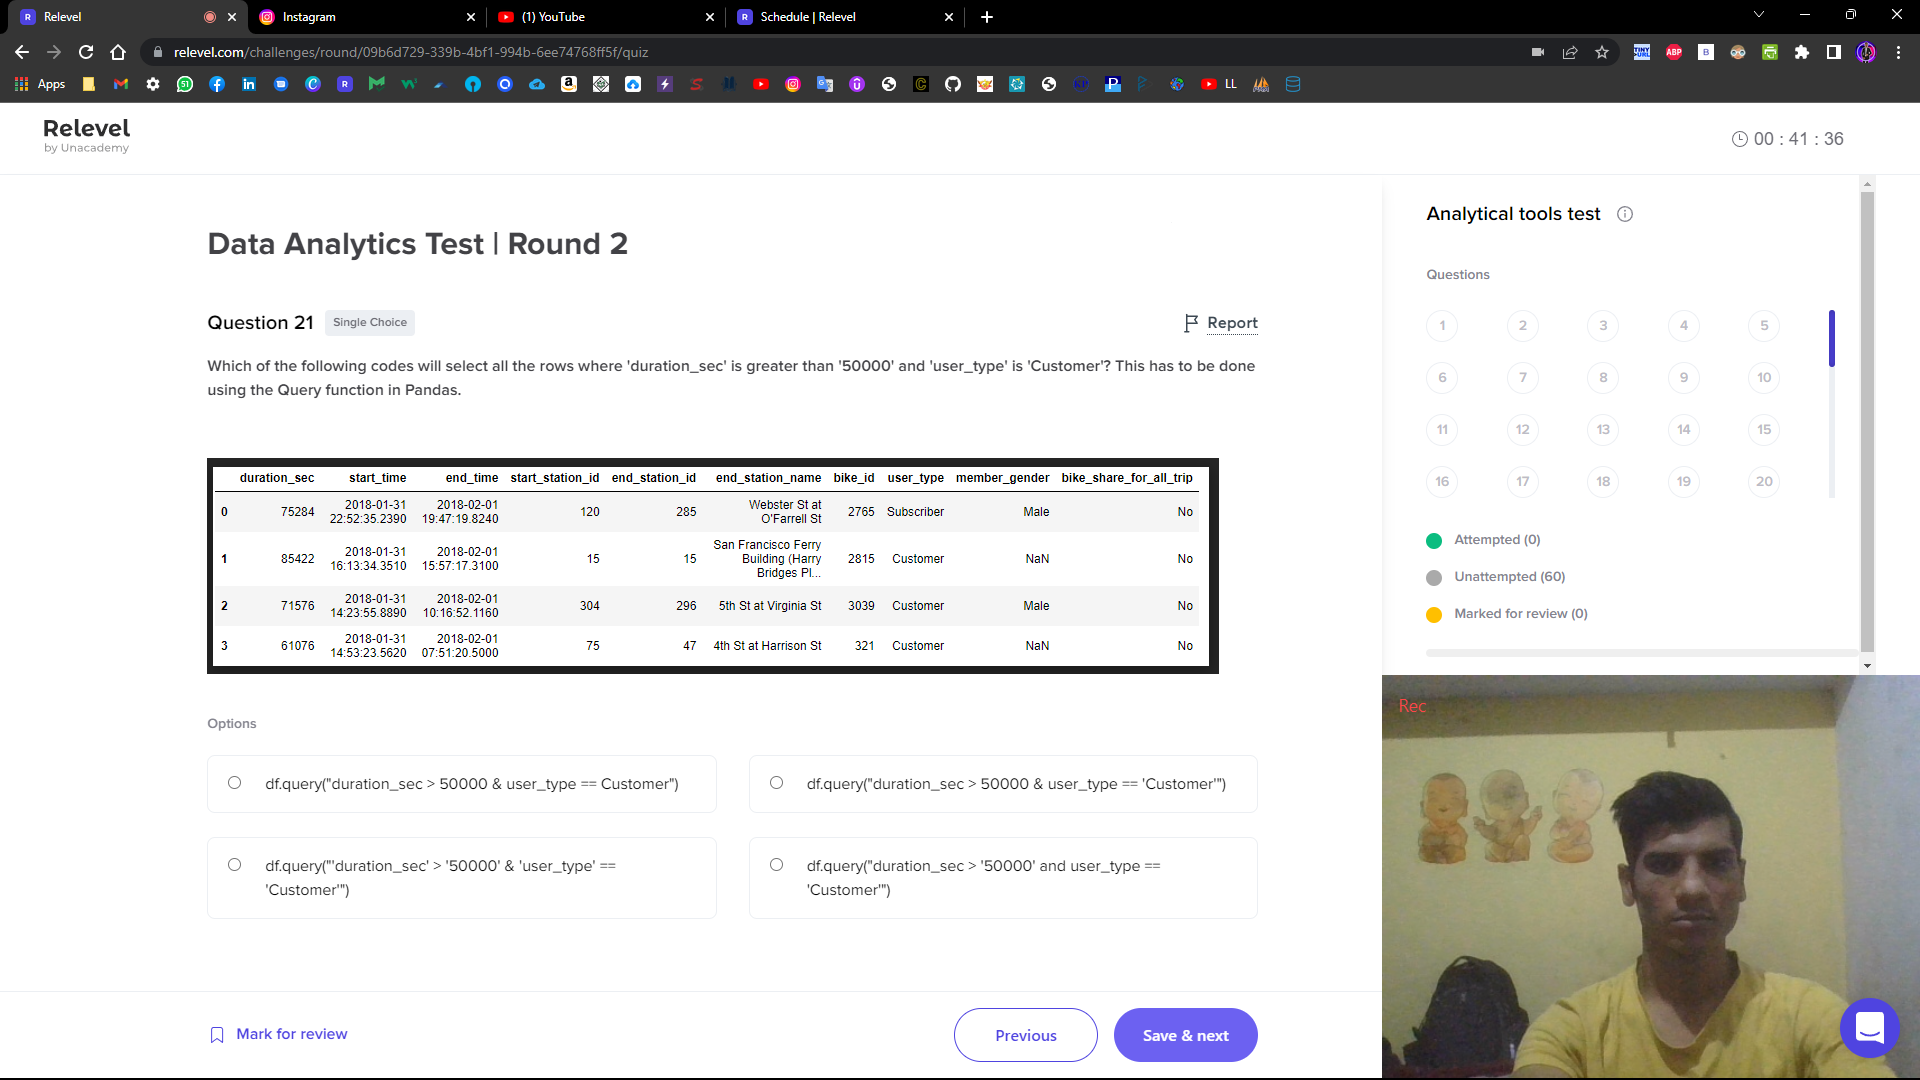 Relevel
Instagram
(1) YouTube
Schedule | Relevel
relevel.com/challenges/round/09b6d729-339b-4bf1-994b-6ee74768ff5f/quiz
Apps
LL
Relevel
by Unacademy
00 : 41 : 36
Data Analytics Test | Round 2
Question 21
Single Choice
Report
Which of the following codes will select all the rows where 'duration_sec' is greater than '50000' and 'user_type' is 'Customer'? This has to be done
using the Query function in Pandas.
duration_sec start_time end_time start_station_id end_station_id end_station_name bike_id user_type member_gender bike_share_for_all_trip
0 75284 2018-01-31 22:52:35.2390 2018-02-01 19:47:19.8240 120 285 Webster St at O'Farrell St 2765 Subscriber Male No
1 85422 2018-01-31 16:13:34.3510 2018-02-01 15:57:17.3100 15 15 San Francisco Ferry Building (Harry Bridges Pl... 2815 Customer NaN No
2 71576 2018-01-31 14:23:55.8890 2018-02-01 10:16:52.1160 304 296 5th St at Virginia St 3039 Customer Male No
3 61076 2018-01-31 14:53:23.5620 2018-02-01 07:51:20.5000 75 47 4th St at Harrison St 321 Customer NaN No
Options
df.query("duration_sec > 50000 & user_type == Customer")
df.query("duration_sec > 50000 & user_type == 'Customer'")
df.query("'duration_sec' > '50000' & 'user_type' ==
'Customer'")
df.query("duration_sec > '50000' and user_type ==
'Customer'")
Mark for review
Previous
Save & next
Analytical tools test
Questions
1 2 3 4 5
6 7 8 9 10
11 12 13 14 15
16 17 18 19 20
Attempted (0)
Unattempted (60)
Marked for review (0)
Rec